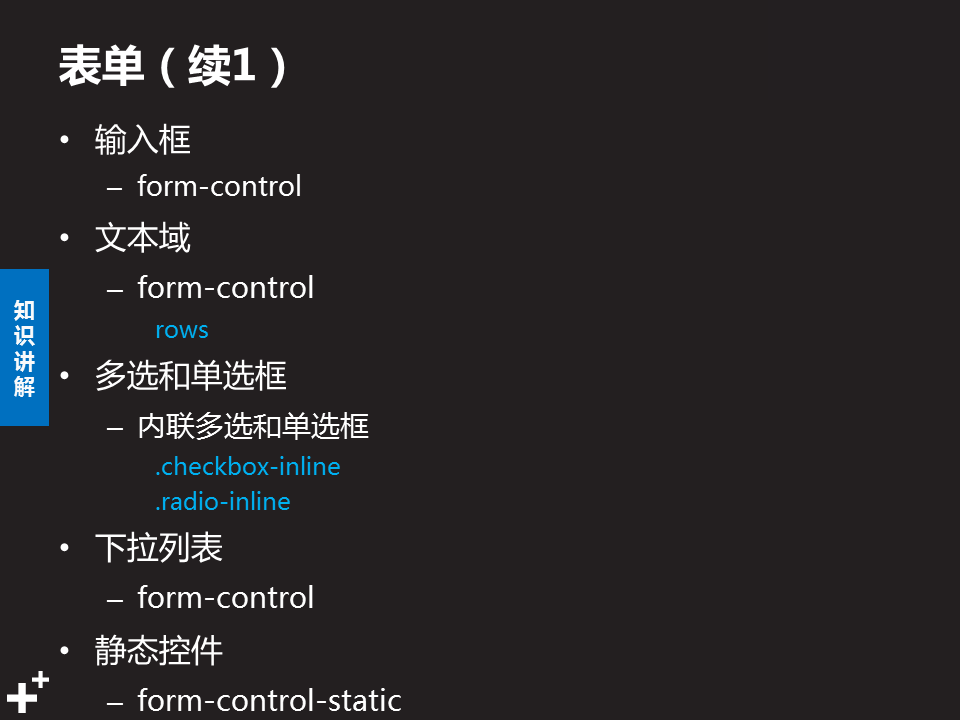 表单（续1）
• 输入框
– form-control
• 文本域
– form-control
rows
• 多选和单选框
– 内联多选和单选框
.checkbox-inline
.radio-inline
• 下拉列表
– form-control
• 静态控件
– form-control-static
知识讲解